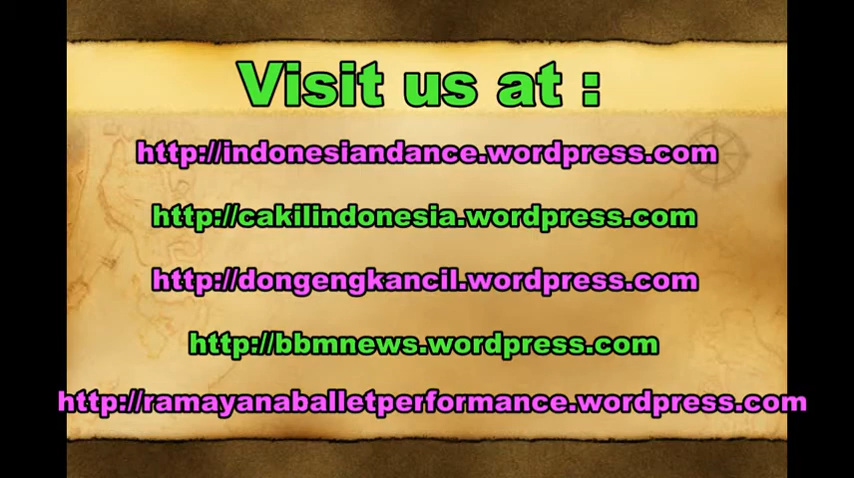 Visit us at :
http://indonesiandance.wordpress.com
http://cakilindonesia.wordpress.com
http://dongengkancil.wordpress.com
http://bbmnews.wordpress.com
http://ramayanaballetperformance.wordpress.com